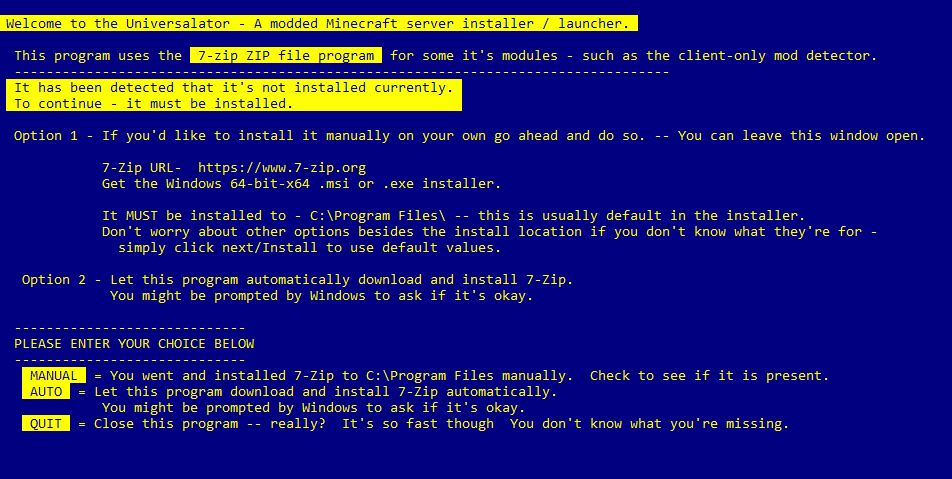 Welcome to the Universalator - A modded Minecraft server installer / launcher.
This program uses the 7-zip ZIP file program for some it's modules - such as the client-only mod detector.
----------------------------------------------------------------------------------
It has been detected that it's not installed currently.
To continue - it must be installed.
Option 1 - If you'd like to install it manually on your own go ahead and do so. -- You can leave this window open.
7-Zip URL-  https://www.7-zip.org
Get the Windows 64-bit-x64 .msi or .exe installer.
It MUST be installed to - C:\Program Files\ -- this is usually default in the installer.
Don't worry about other options besides the install location if you don't know what they're for -
simply click next/Install to use default values.
Option 2 - Let this program automatically download and install 7-Zip.
You might be prompted by Windows to ask if it's okay.
-----------------------------
PLEASE ENTER YOUR CHOICE BELOW
-----------------------------
MANUAL = You went and installed 7-Zip to C:\Program Files manually.  Check to see if it is present.
AUTO = Let this program download and install 7-Zip automatically.
You might be prompted by Windows to ask if it's okay.
QUIT = Close this program -- really?  It's so fast though  You don't know what you're missing.